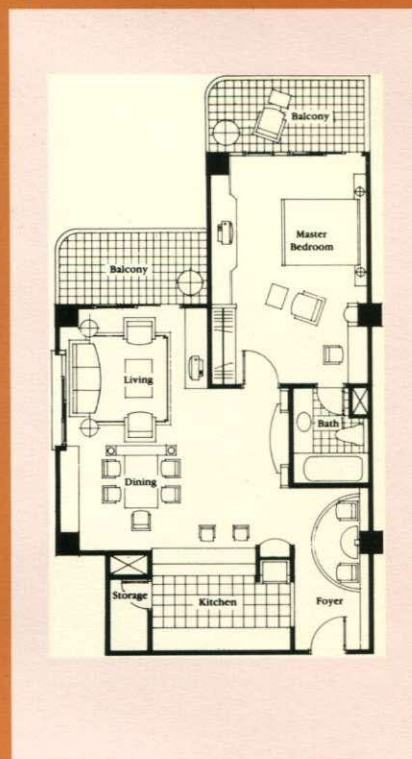 Balcony
Master
Bedroom
Balcony
Living
Bath
Dining
Storage
Kitchen
Foyer